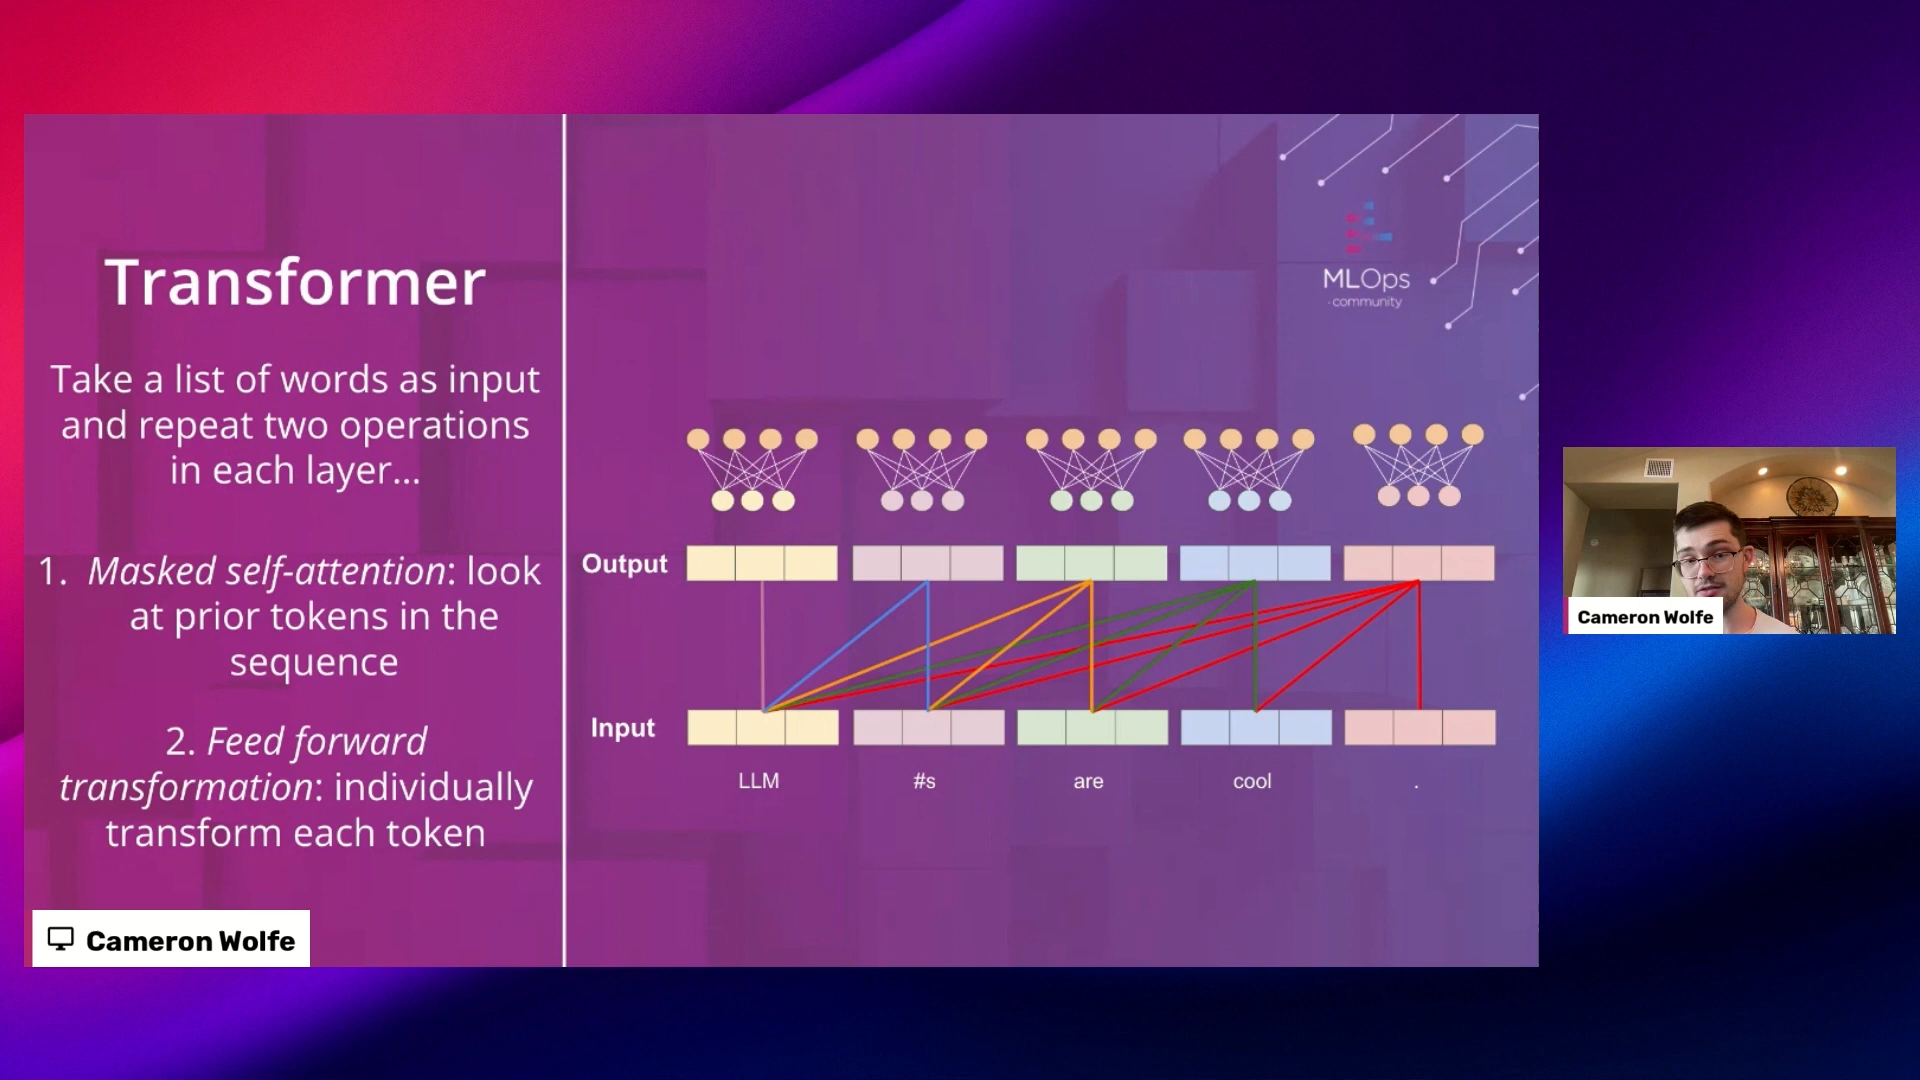 Transformer
Take a list of words as input
and repeat two operations
in each layer...
1. Masked self-attention: look
at prior tokens in the
sequence
2. Feed forward
transformation: individually
transform each token
Cameron Wolfe
MLOps
community
Output
Input
LLM #s are cool .
Cameron Wolfe